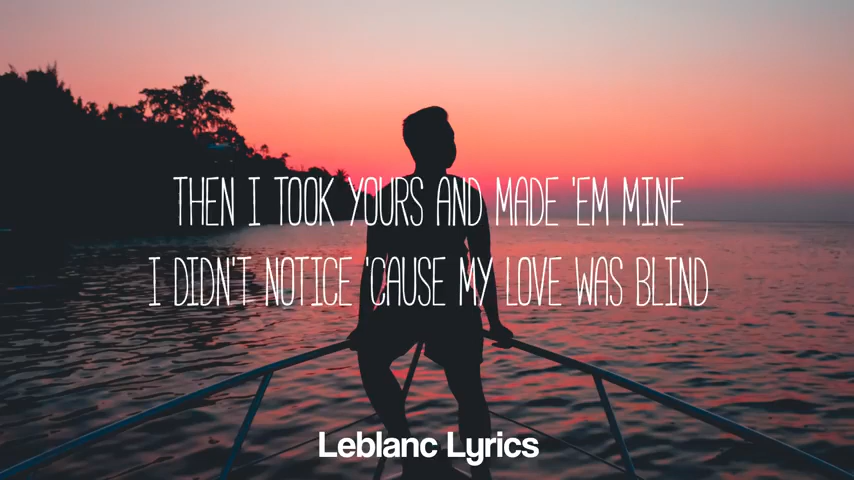 THEN I TOOK YOURS AND MADE 'EM MINE
I DIDN'T NOTICE 'CAUSE MY LOVE WAS BLIND
Leblanc Lyrics